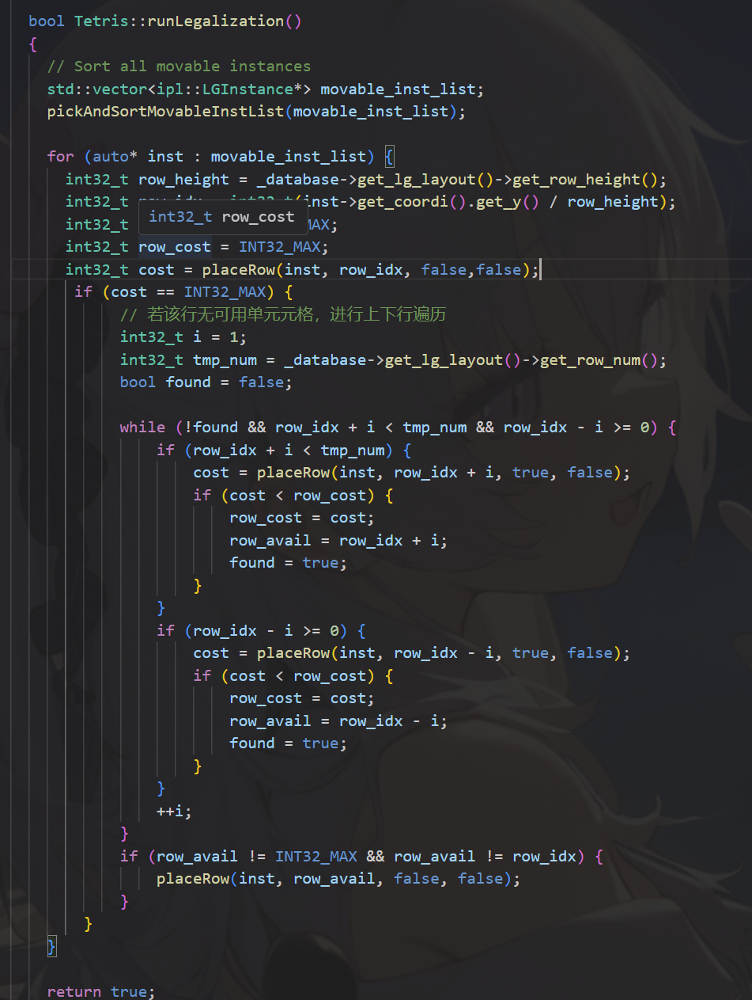 bool Tetris::runLegalization()
{
// Sort all movable instances
std::vector<ipl::LGInstance*> movable_inst_list;
pickAndSortMovableInstList(movable_inst_list);
for (auto* inst : movable_inst_list) {
int32_t row_height = _database->get_lg_layout()->get_row_height();
int32_t (inst->get_coordi().get_y() / row_height);
int32_t row_cost
int32_t MAX;
int32_t row_cost = INT32_MAX;
int32_t cost = placeRow(inst, row_idx, false,false);
if (cost == INT32_MAX) {
// 若该行无可用单元元格，进行上下行遍历
int32_t i = 1;
int32_t tmp_num = _database->get_lg_layout()->get_row_num();
bool found = false;
while (!found && row_idx + i < tmp_num && row_idx - i >= 0) {
if (row_idx + i < tmp_num) {
cost = placeRow(inst, row_idx + i, true, false);
if (cost < row_cost) {
row_cost = cost;
row_avail = row_idx + i;
found = true;
}
}
if (row_idx - i >= 0) {
cost = placeRow(inst, row_idx - i, true, false);
if (cost < row_cost) {
row_cost = cost;
row_avail = row_idx - i;
found = true;
}
}
++i;
}
if (row_avail != INT32_MAX && row_avail != row_idx) {
placeRow(inst, row_avail, false, false);
}
}
}
return true;